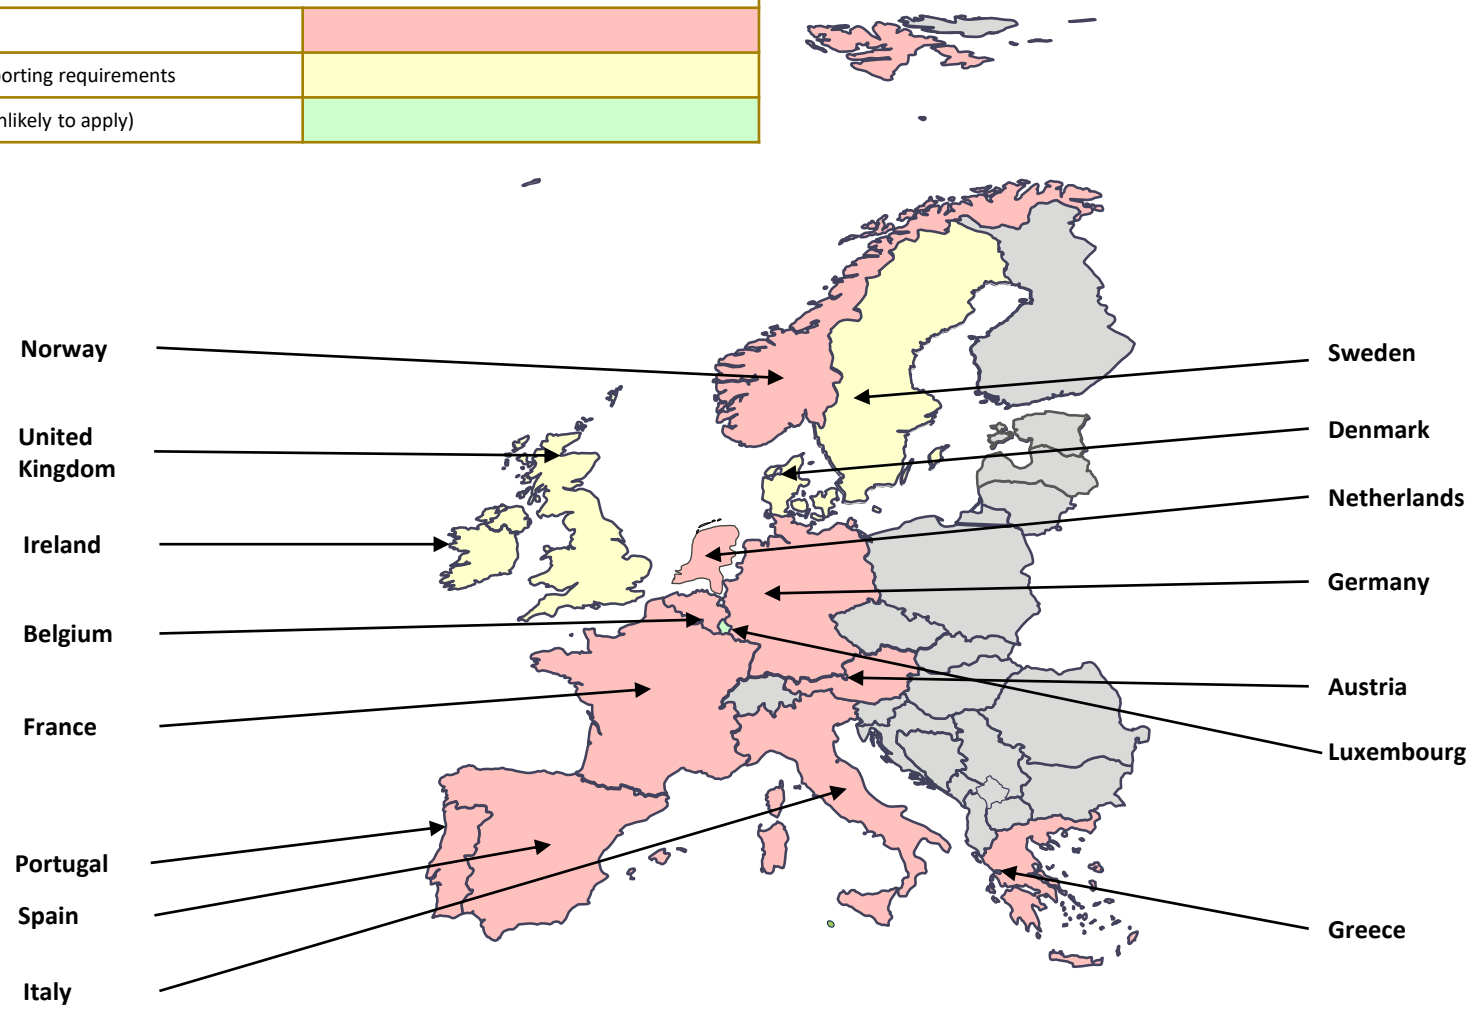 orting requirements
nlikely to apply)
Norway
Sweden
United
Kingdom
Denmark
Netherlands
Ireland
Germany
Belgium
Austria
France
Luxembourg
Portugal
Spain
Greece
Italy